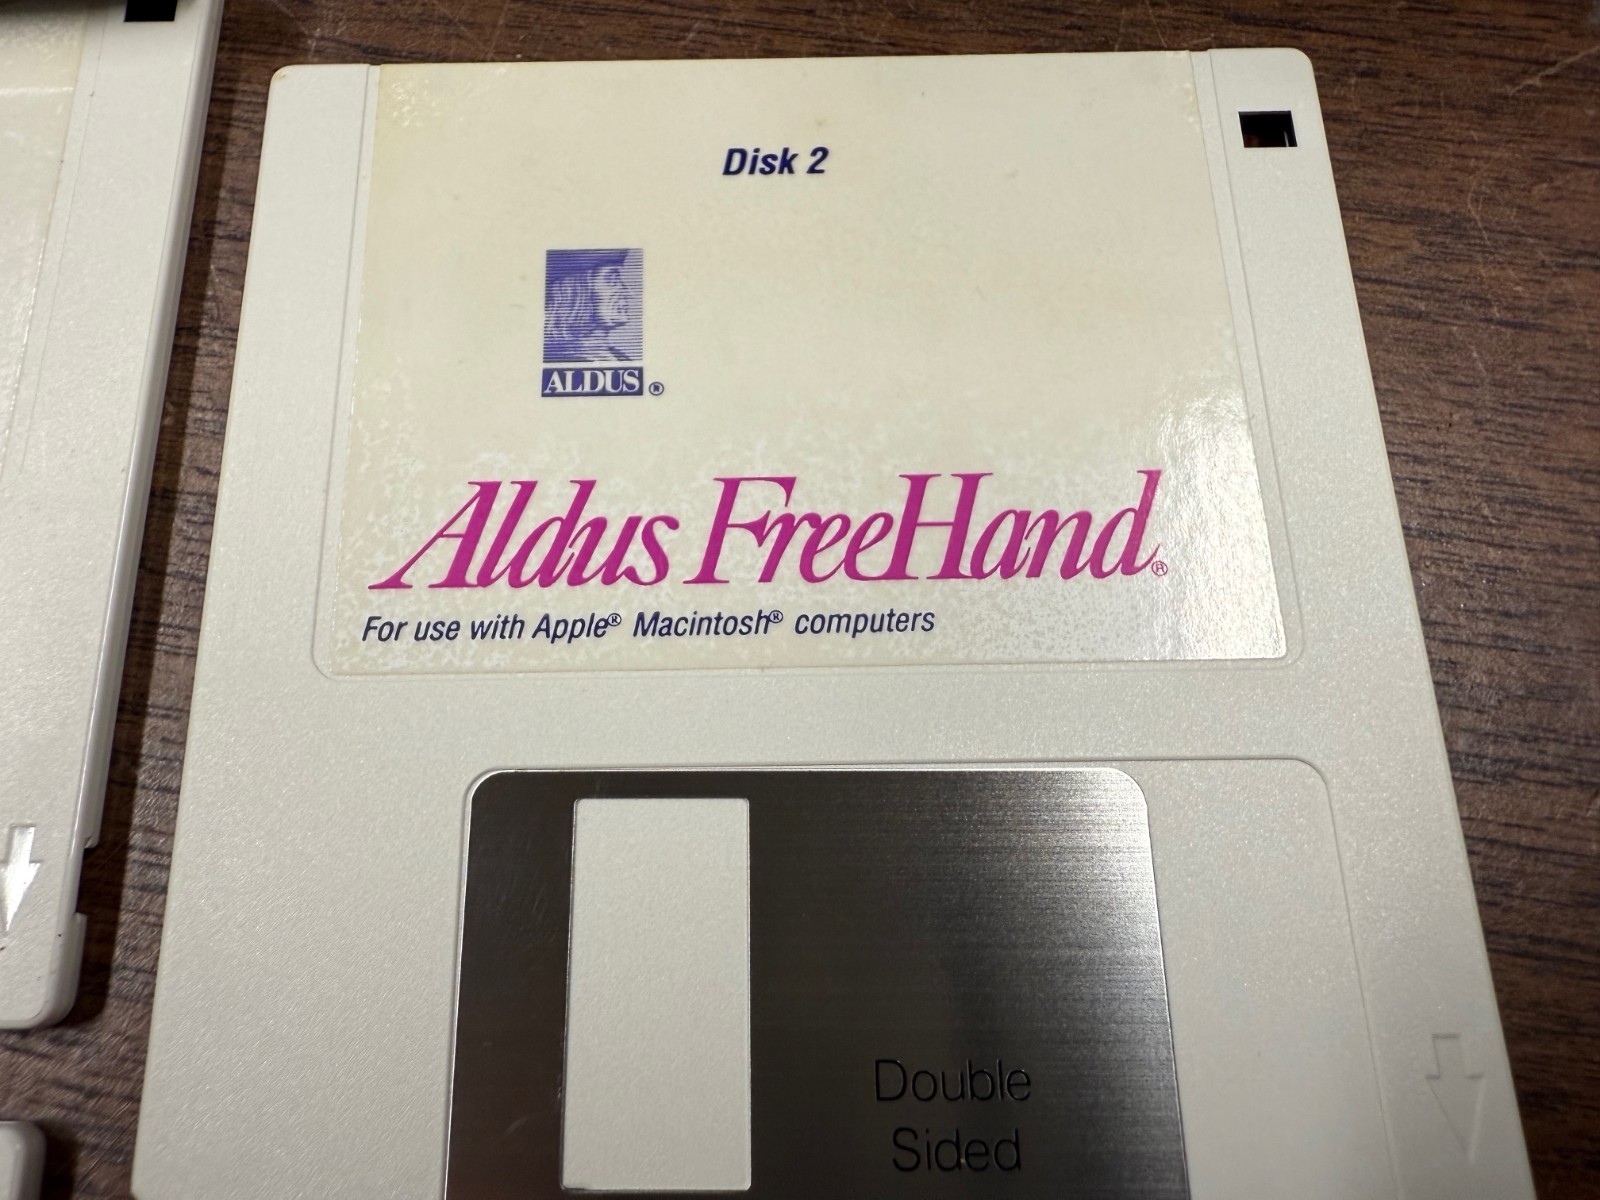 Disk 2
ALDUS®
Aldus FreeHand®
For use with Apple® Macintosh® computers
Double
Sided